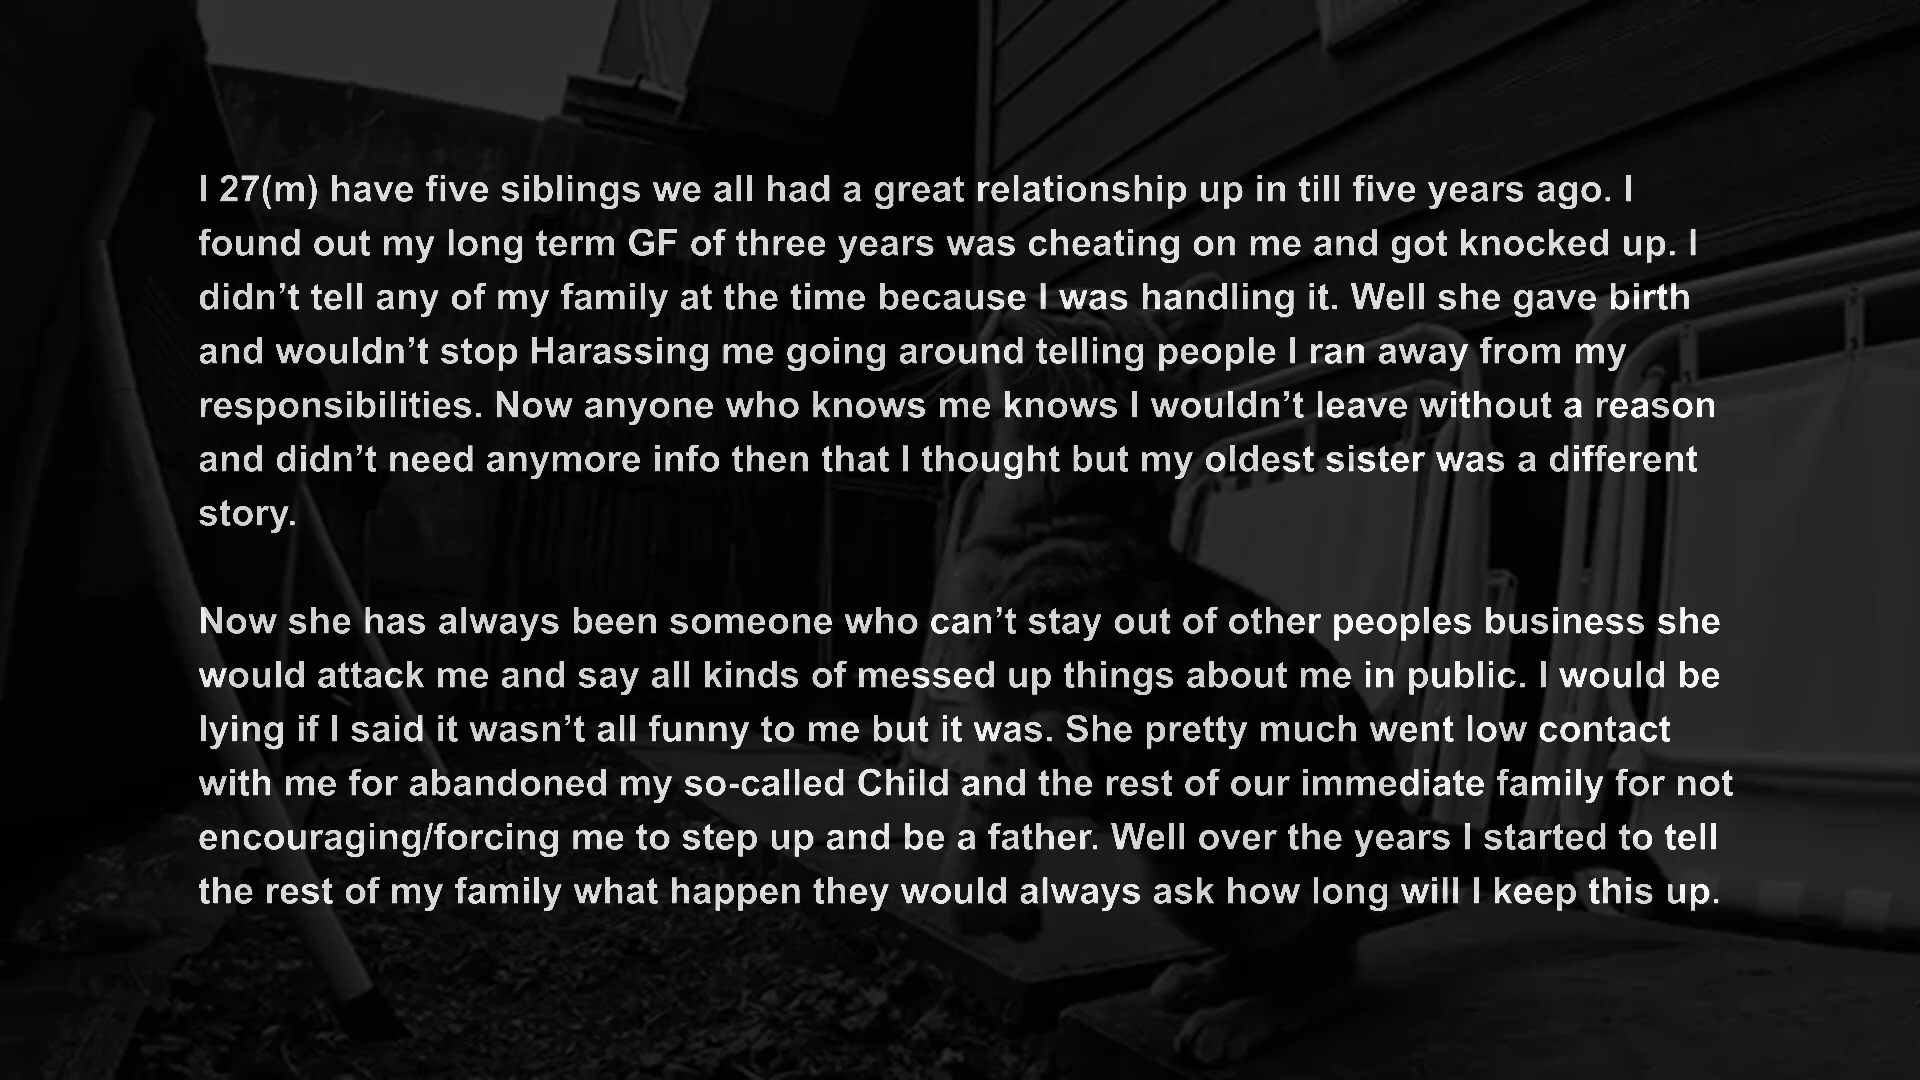 I 27(m) have five siblings we all had a great relationship up in till five years ago. I
found out my long term GF of three years was cheating on me and got knocked up. I
didn’t tell any of my family at the time because I was handling it. Well she gave birth
and wouldn’t stop Harassing me going around telling people I ran away from my
responsibilities. Now anyone who knows me knows I wouldn’t leave without a reason
and didn’t need anymore info then that I thought but my oldest sister was a different
story.
Now she has always been someone who can’t stay out of other peoples business she
would attack me and say all kinds of messed up things about me in public. I would be
lying if I said it wasn’t all funny to me but it was. She pretty much went low contact
with me for abandoned my so-called Child and the rest of our immediate family for not
encouraging/forcing me to step up and be a father. Well over the years I started to tell
the rest of my family what happen they would always ask how long will I keep this up.